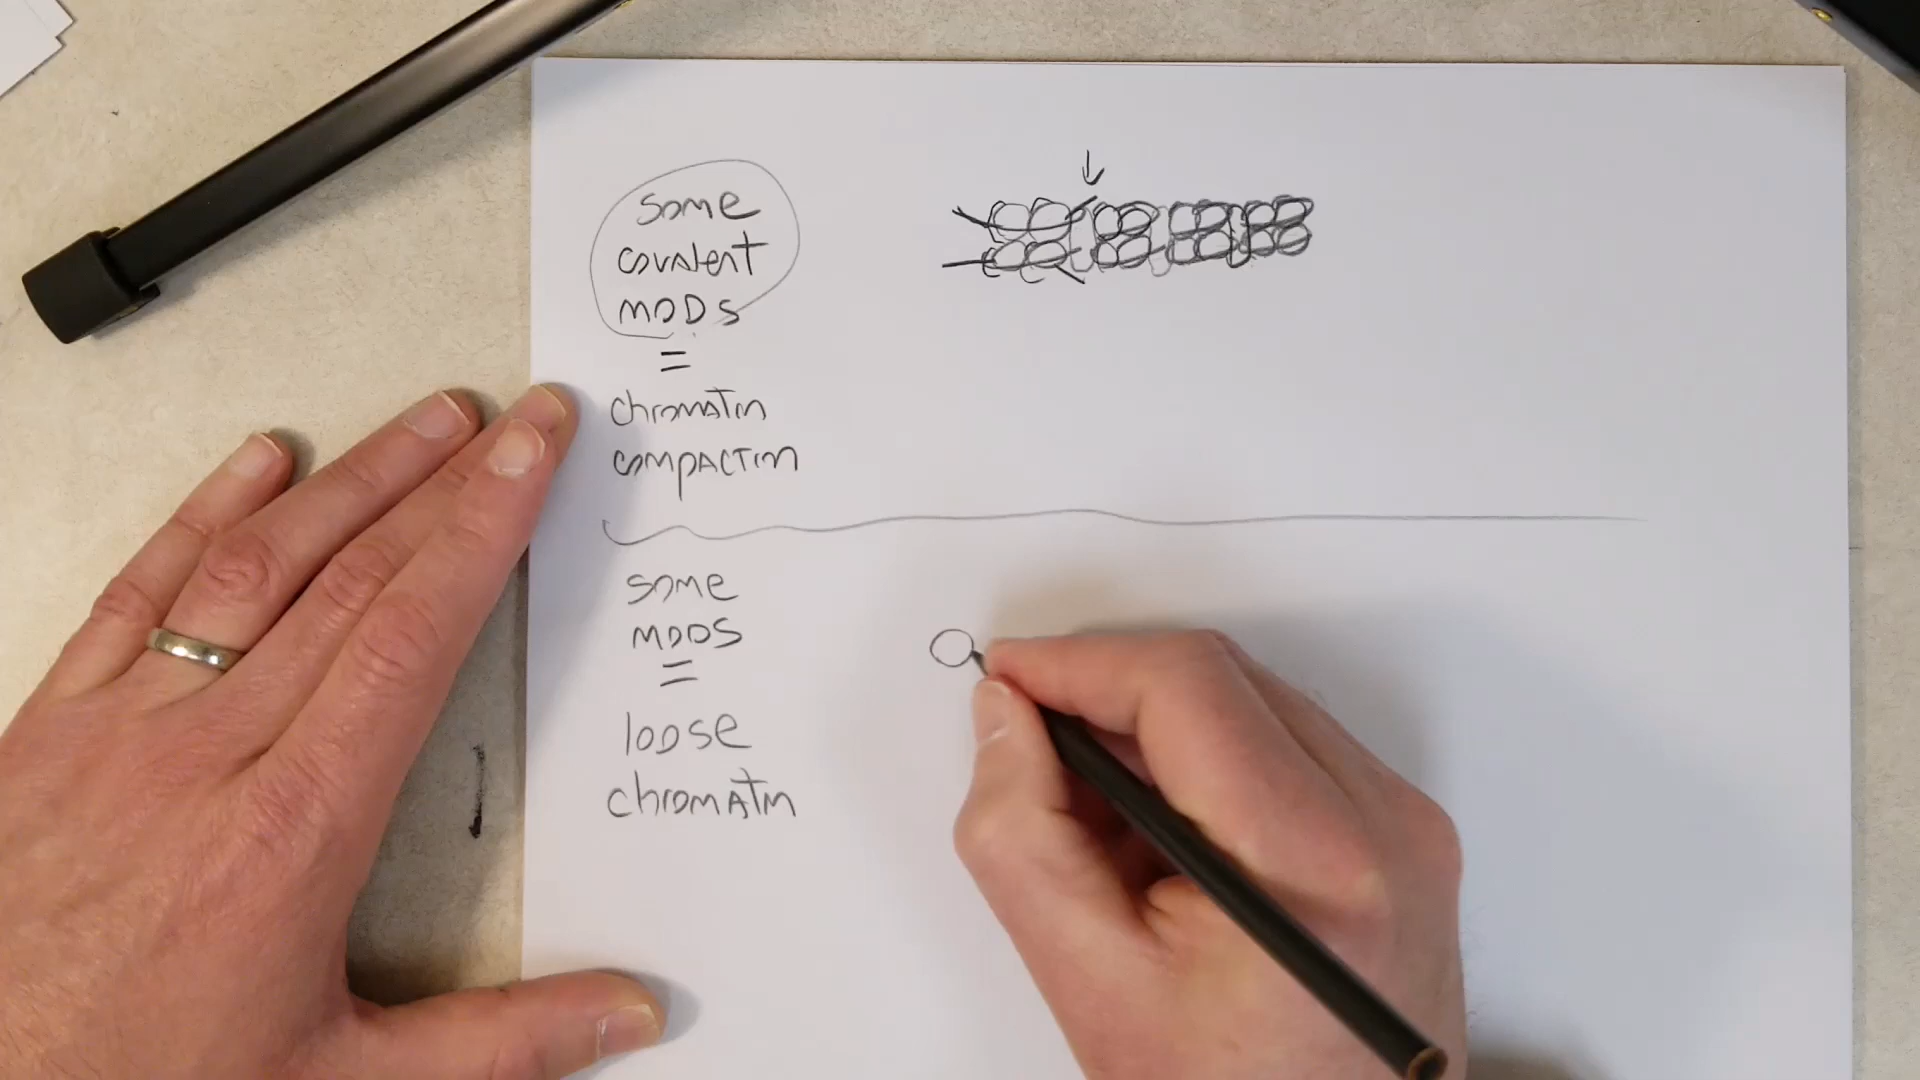 some
covalent
MODS
=
chromatin
compaction
some
MODS
=
loose
chromatin